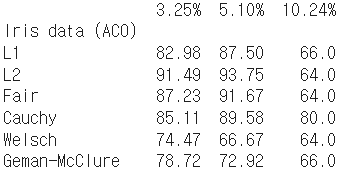 3.25% 5.10% 10.24%
Iris data (ACO)
L1 82.98 87.50 66.0
L2 91.49 93.75 64.0
Fair 87.23 91.67 64.0
Cauchy 85.11 89.58 80.0
Welsch 74.47 66.67 64.0
Geman-McClure 78.72 72.92 66.0